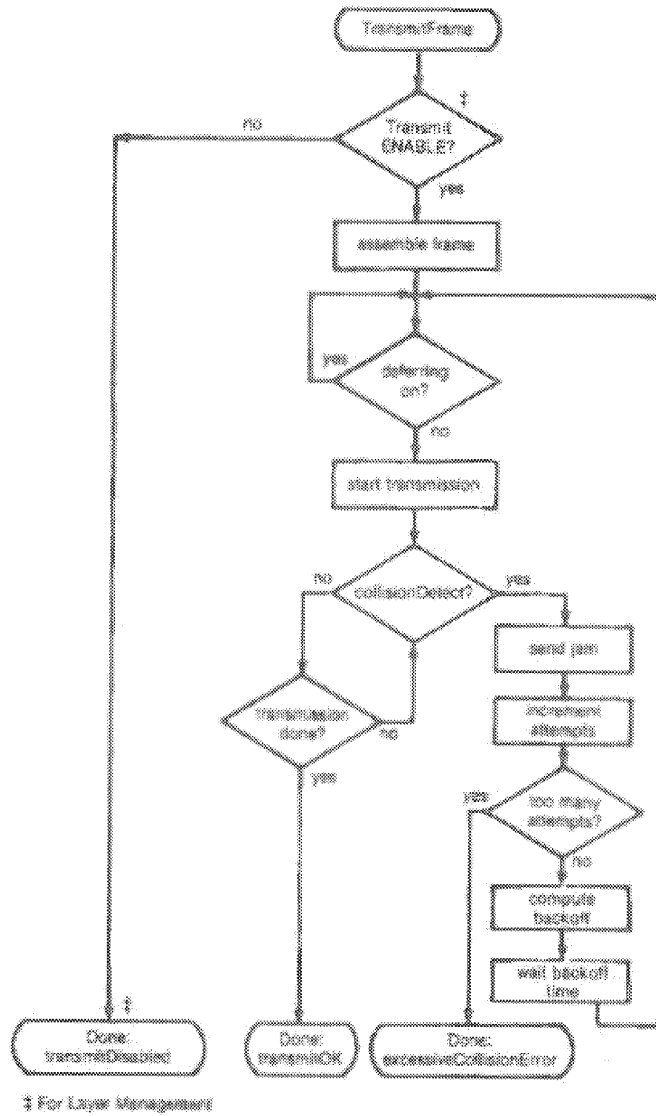 TransmitFrame
‡
no
Transmit
ENABLE?
yes
assemble frame
yes
deferring
on?
no
start transmission
no
collisionDetect?
yes
send jam
transmission
done?
no
increment
attempts
yes
yes
too many
attempts?
no
compute
backoff
wait backoff
time
‡
Done:
transmitDisabled
Done:
transmitOK
Done:
excessiveCollisionError
‡ For Layer Management